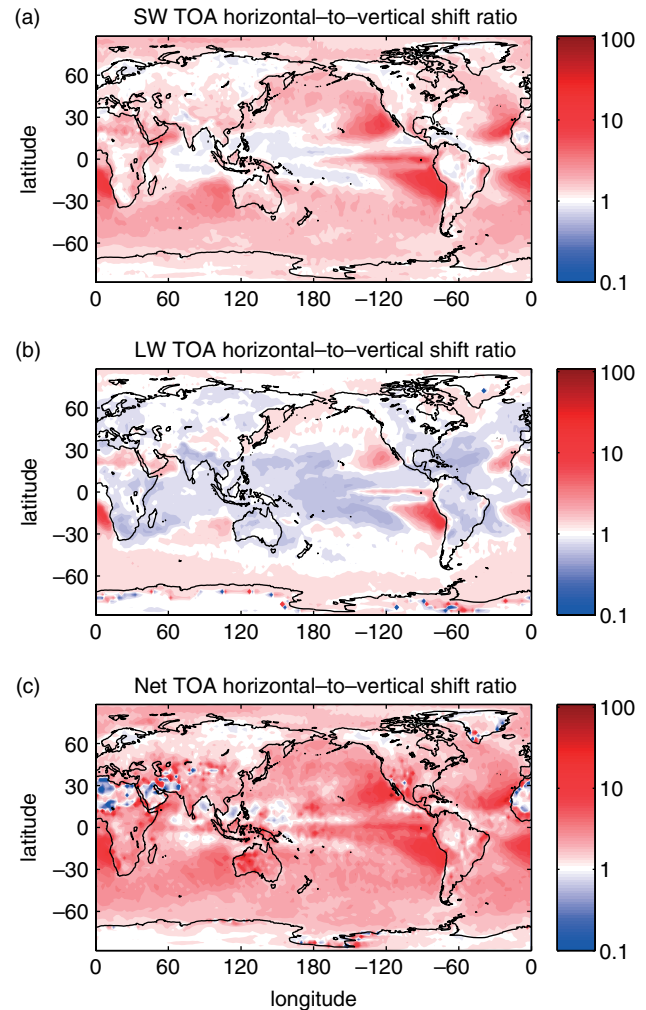 (a) SW TOA horizontal–to–vertical shift ratio
latitude
60
30
0
−30
−60
0 60 120 180 −120 −60 0
100
10
1
0.1
(b) LW TOA horizontal–to–vertical shift ratio
latitude
60
30
0
−30
−60
0 60 120 180 −120 −60 0
100
10
1
0.1
(c) Net TOA horizontal–to–vertical shift ratio
latitude
60
30
0
−30
−60
0 60 120 180 −120 −60 0
longitude
100
10
1
0.1